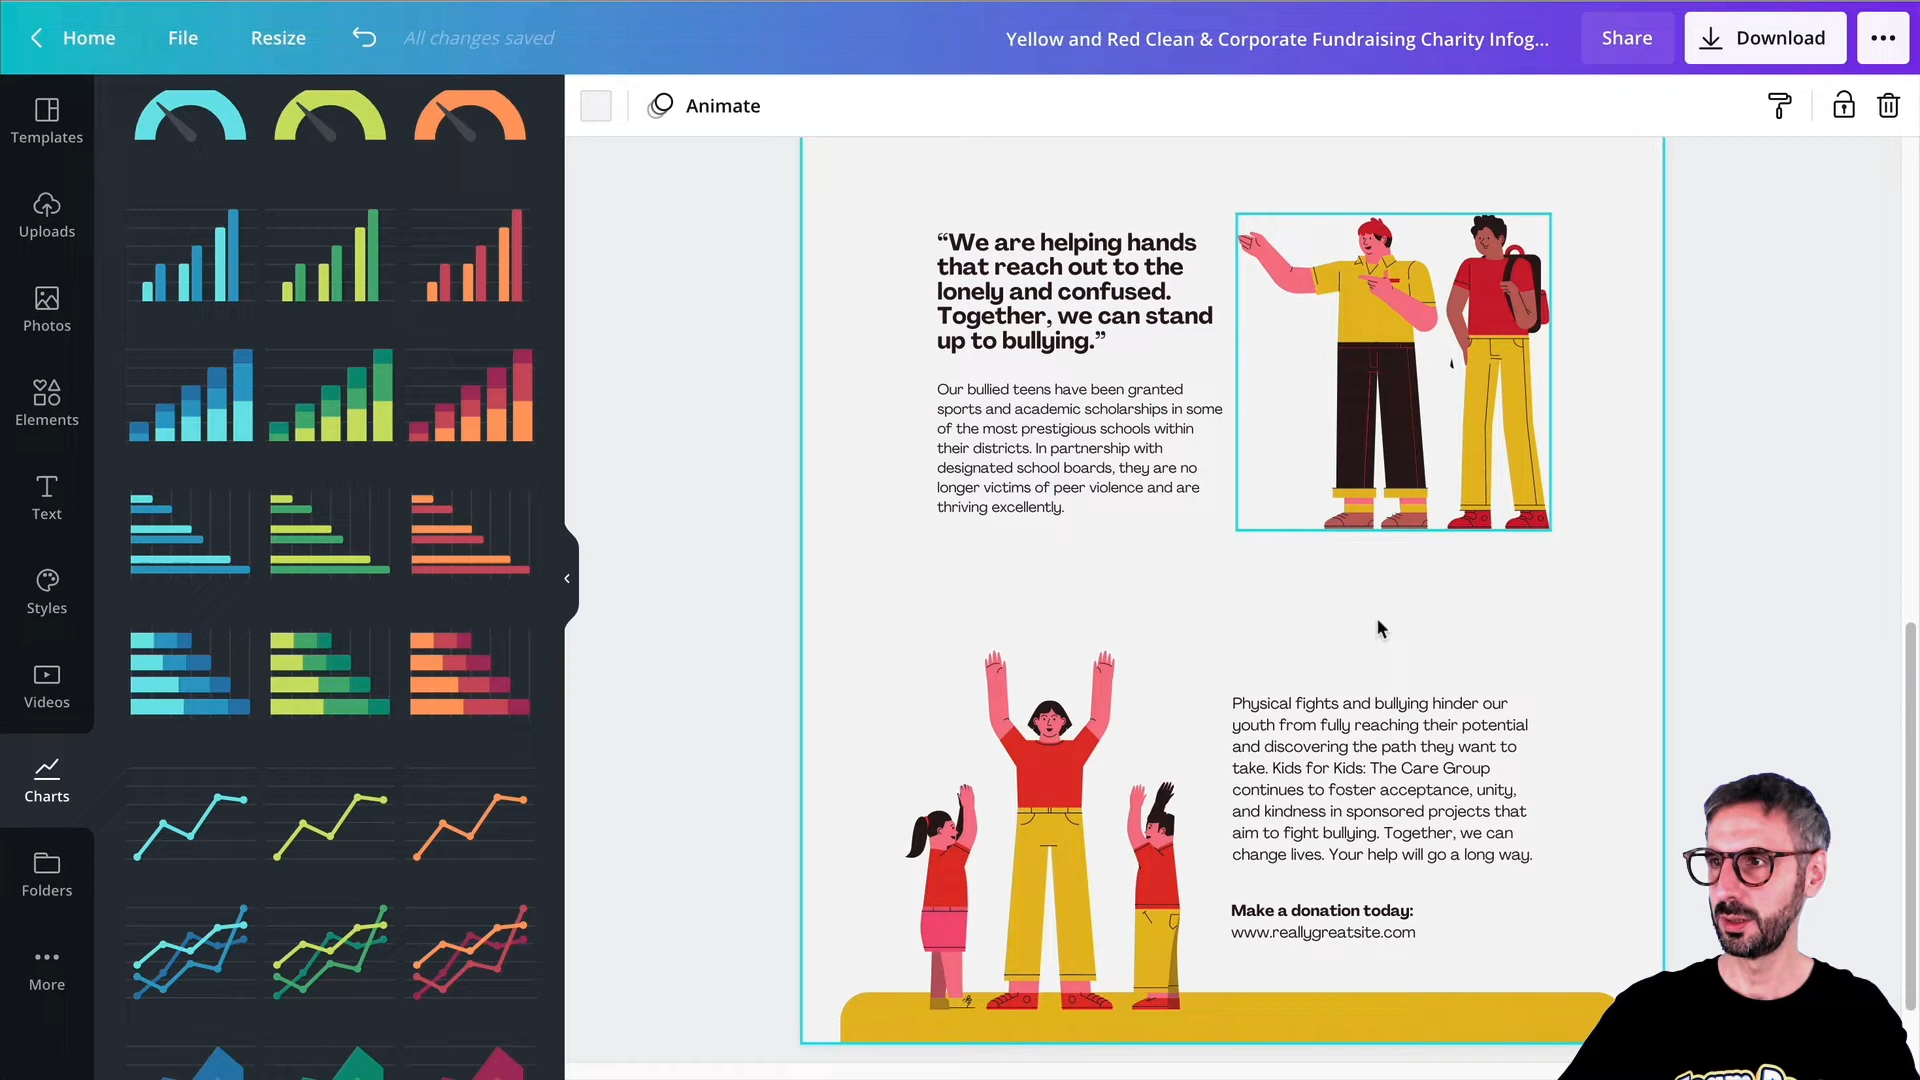 Home
File
Resize
All changes saved
Yellow and Red Clean & Corporate Fundraising Charity Infog...
Share
Download
Animate
Templates
Uploads
Photos
Elements
Text
Styles
Videos
Charts
Folders
More
“We are helping hands
that reach out to the
lonely and confused.
Together, we can stand
up to bullying.”
Our bullied teens have been granted
sports and academic scholarships in some
of the most prestigious schools within
their districts. In partnership with
designated school boards, they are no
longer victims of peer violence and are
thriving excellently.
Physical fights and bullying hinder our
youth from fully reaching their potential
and discovering the path they want to
take. Kids for Kids: The Care Group
continues to foster acceptance, unity,
and kindness in sponsored projects that
aim to fight bullying. Together, we can
change lives. Your help will go a long way.
Make a donation today:
www.reallygreatsite.com